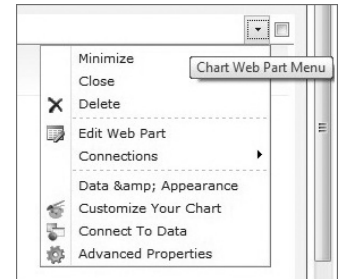 Minimize
Chart Web Part Menu
Close
Delete
Edit Web Part
Connections
Data &amp; Appearance
Customize Your Chart
Connect To Data
Advanced Properties